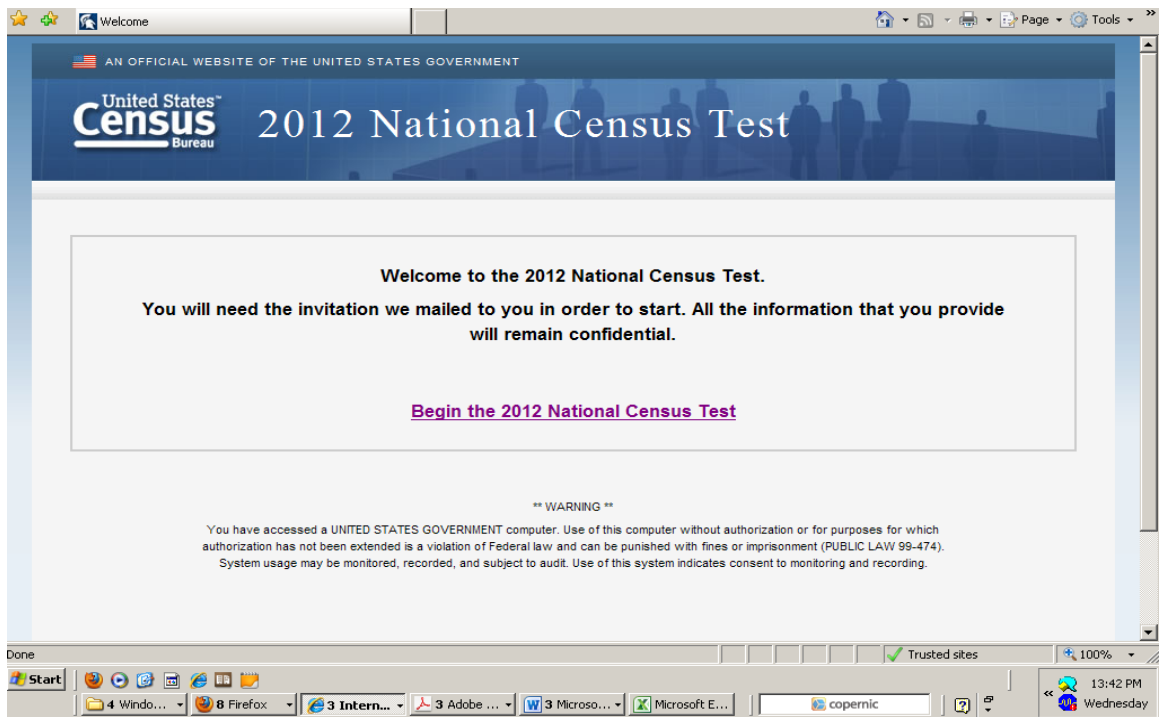 Welcome
Page
Tools
»
AN OFFICIAL WEBSITE OF THE UNITED STATES GOVERNMENT
United States™
Census
Bureau
2012 National Census Test
Welcome to the 2012 National Census Test.
You will need the invitation we mailed to you in order to start. All the information that you provide
will remain confidential.
Begin the 2012 National Census Test
** WARNING **
You have accessed a UNITED STATES GOVERNMENT computer. Use of this computer without authorization or for purposes for which
authorization has not been extended is a violation of Federal law and can be punished with fines or imprisonment (PUBLIC LAW 99-474).
System usage may be monitored, recorded, and subject to audit. Use of this system indicates consent to monitoring and recording.
Done
Trusted sites
100%
Start
13:42 PM
4 Windo...
8 Firefox
3 Intern...
3 Adobe ...
3 Microso...
Microsoft E...
copernic
«
Wednesday